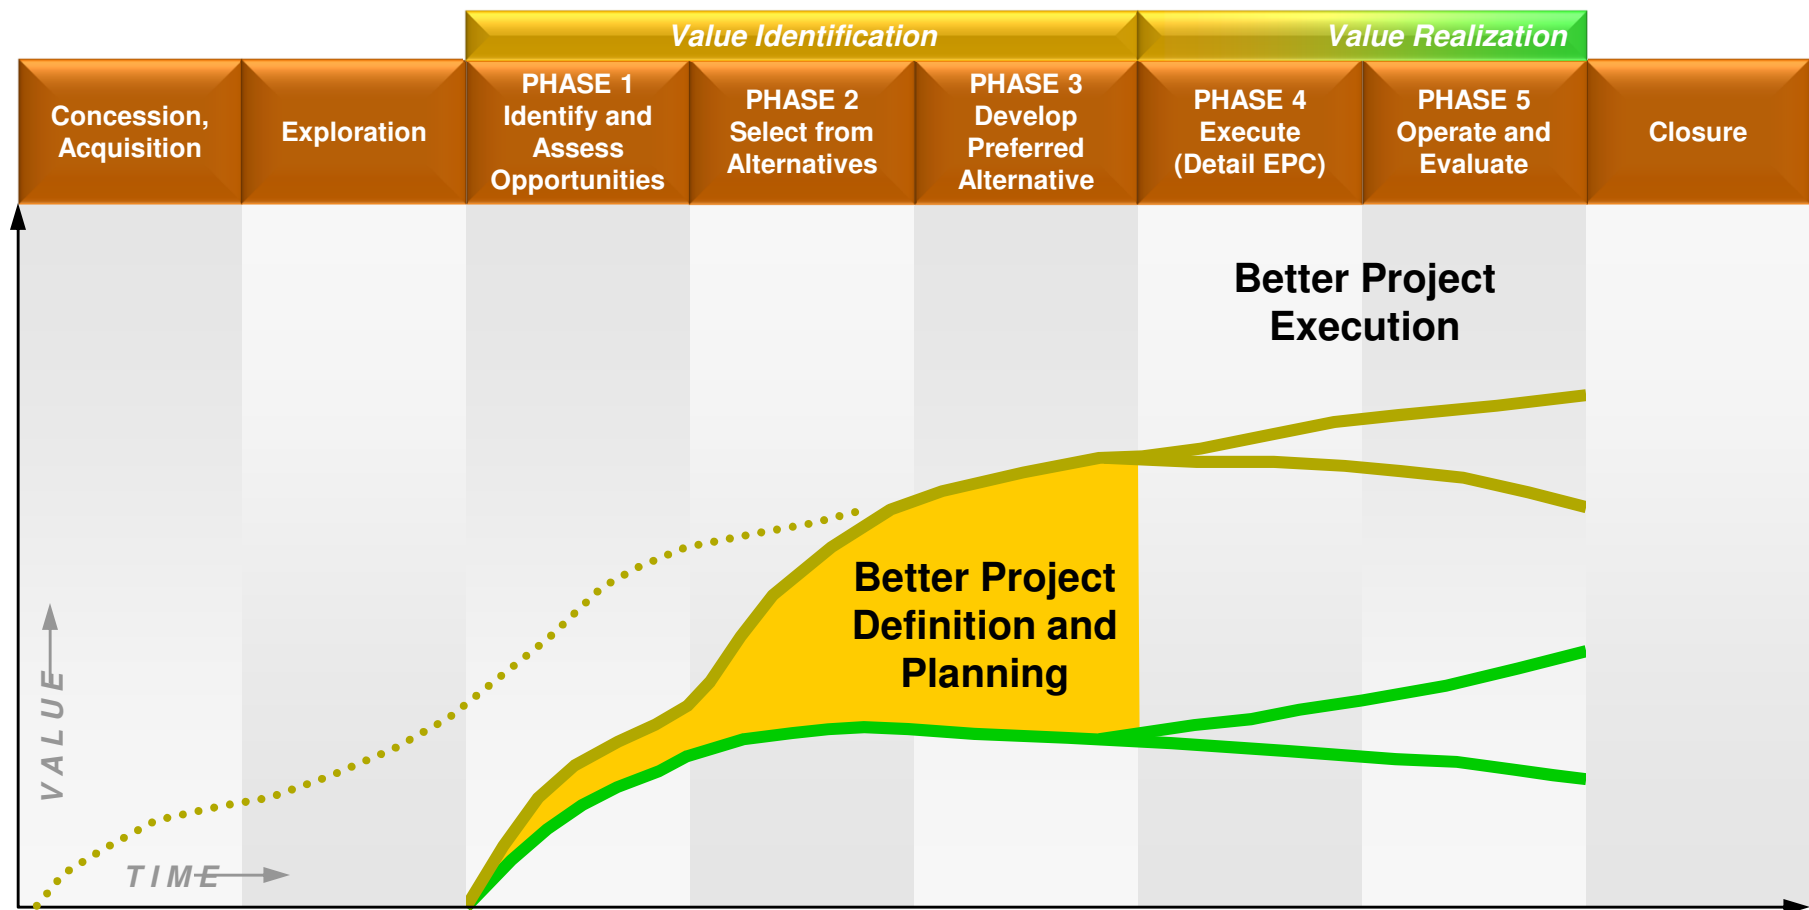 Value Identification
Value Realization
Concession,
Acquisition
Exploration
PHASE 1
Identify and
Assess
Opportunities
PHASE 2
Select from
Alternatives
PHASE 3
Develop
Preferred
Alternative
PHASE 4
Execute
(Detail EPC)
PHASE 5
Operate and
Evaluate
Closure
Better Project
Execution
Better Project
Definition and
Planning
VALUE
TIME